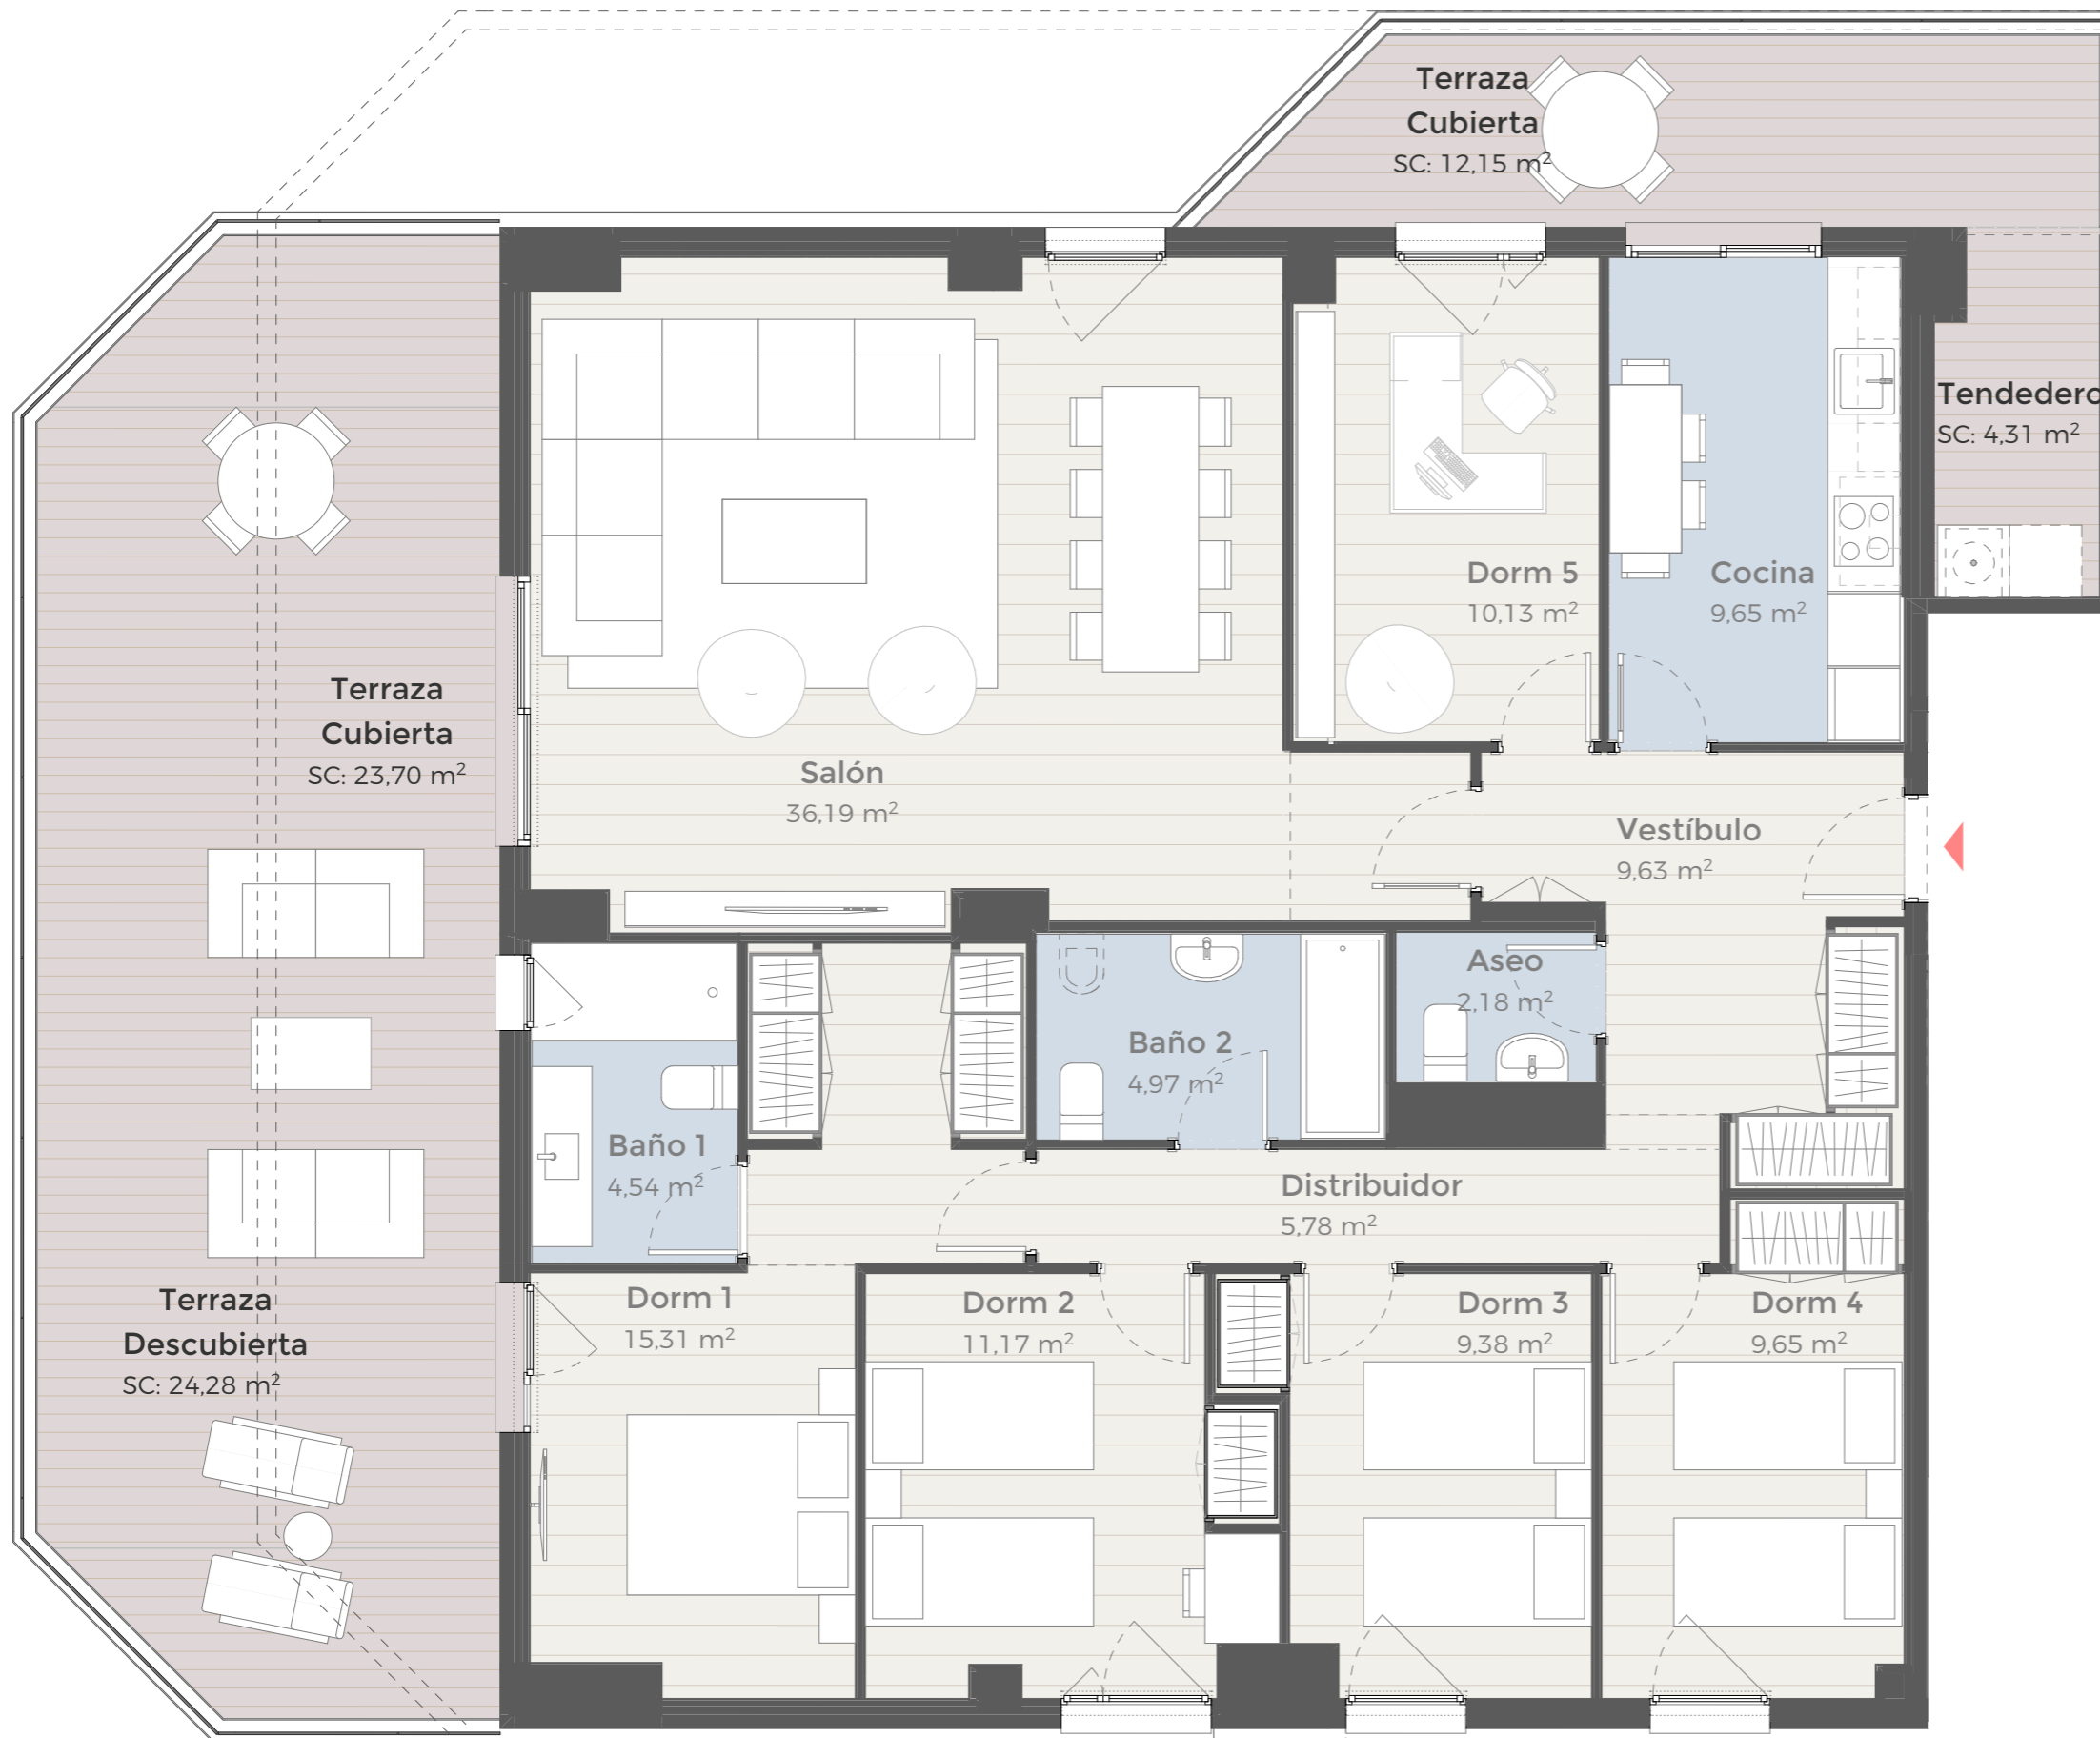 Terraza
Cubierta
SC: 12,15 m²
Tendedero
SC: 4,31 m²
Dorm 5
10,13 m²
Cocina
9,65 m²
Terraza
Cubierta
SC: 23,70 m²
Salón
36,19 m²
Vestíbulo
9,63 m²
Aseo
2,18 m²
Baño 2
4,97 m²
Baño 1
4,54 m²
Distribuidor
5,78 m²
Terraza
Descubierta
SC: 24,28 m²
Dorm 1
15,31 m²
Dorm 2
11,17 m²
Dorm 3
9,38 m²
Dorm 4
9,65 m²